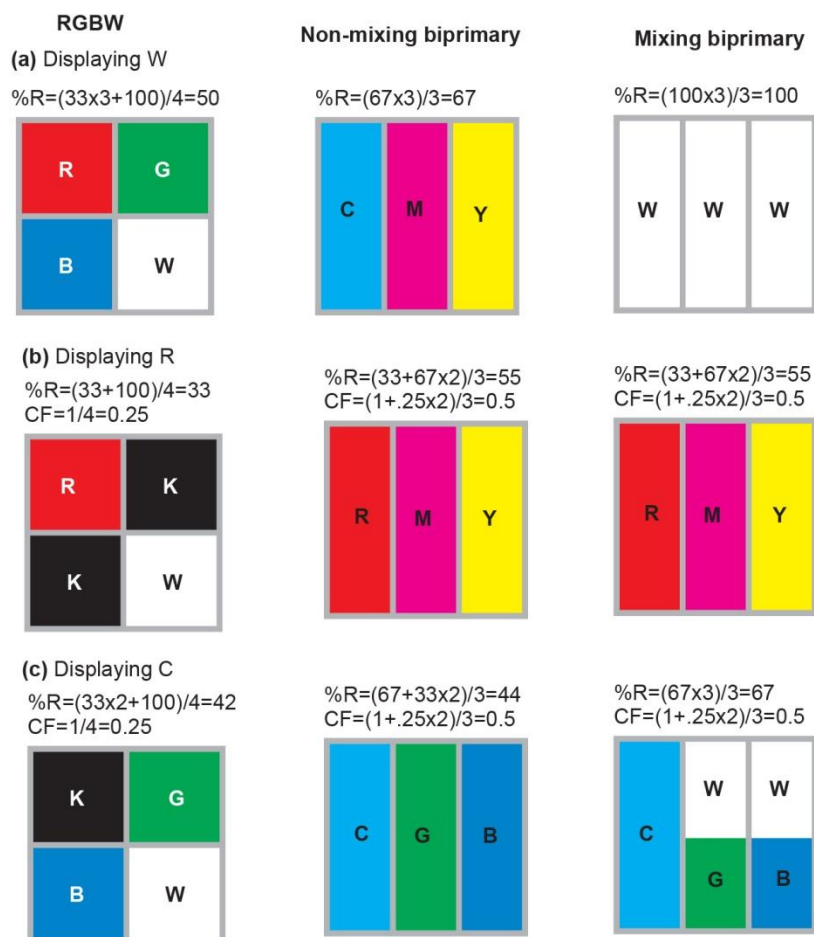 RGBW
Non-mixing biprimary
Mixing biprimary
(a) Displaying W
%R=(33x3+100)/4=50
%R=(67x3)/3=67
%R=(100x3)/3=100
R G
B W
C M Y
W W W
(b) Displaying R
%R=(33+100)/4=33
CF=1/4=0.25
%R=(33+67x2)/3=55
CF=(1+.25x2)/3=0.5
%R=(33+67x2)/3=55
CF=(1+.25x2)/3=0.5
R K
K W
R M Y
R M Y
(c) Displaying C
%R=(33x2+100)/4=42
CF=1/4=0.25
%R=(67+33x2)/3=44
CF=(1+.25x2)/3=0.5
%R=(67x3)/3=67
CF=(1+.25x2)/3=0.5
K G
B W
C G B
W W
C
G B